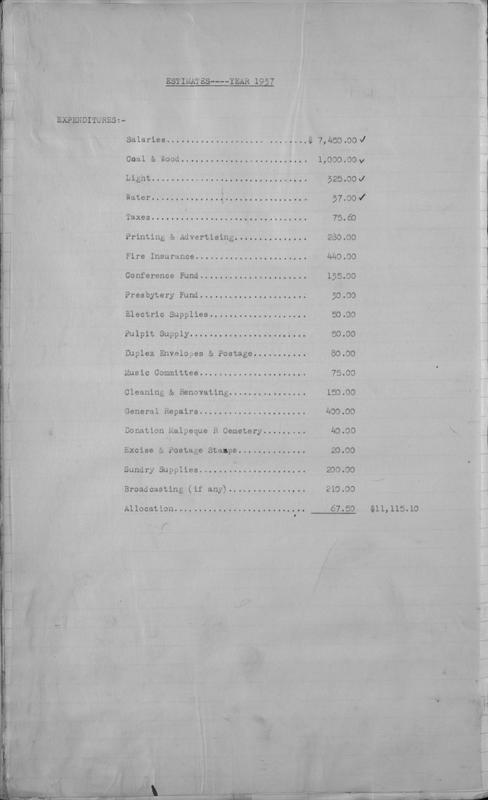 ESTIMATES----YEAR 1937
EXPENDITURES:-
Salaries............................$ 7,450.00 ✓
Coal & Wood.......................... 1,000.00 ✓
Light................................ 325.00 ✓
Water................................ 37.00 ✓
Taxes................................ 75.60
Printing & Advertising............... 280.00
Fire Insurance....................... 440.00
Conference Fund...................... 135.00
Presbytery Fund...................... 30.00
Electric Supplies.................... 50.00
Pulpit Supply........................ 50.00
Duplex Envelopes & Postage........... 80.00
Music Committee...................... 75.00
Cleaning & Renovating................ 150.00
General Repairs...................... 400.00
Donation Malpeque R Cemetery......... 40.00
Excise & Postage Stamps.............. 20.00
Sundry Supplies...................... 200.00
Broadcasting (if any)................ 210.00
Allocation........................... 67.50 $11,115.10